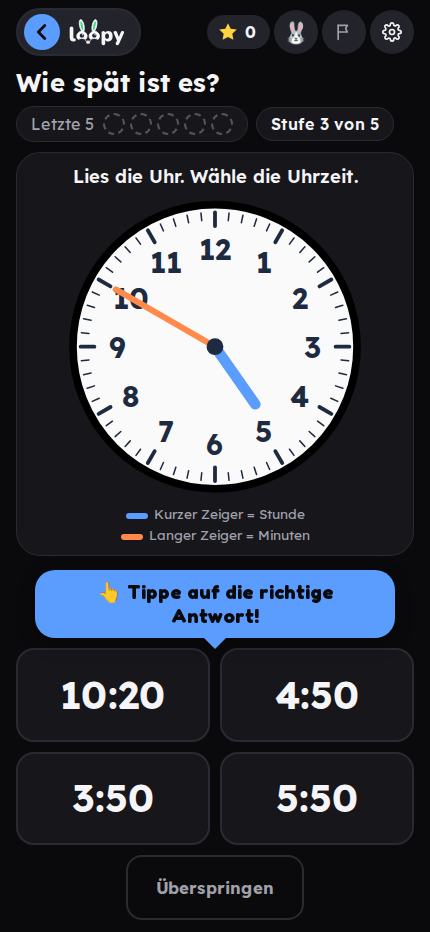 loopy
0
Wie spät ist es?
Letzte 5
Stufe 3 von 5
Lies die Uhr. Wähle die Uhrzeit.
12
11
1
10
2
9
3
8
4
7
5
6
Kurzer Zeiger = Stunde
Langer Zeiger = Minuten
👆 Tippe auf die richtige
Antwort!
10:20
4:50
3:50
5:50
Überspringen